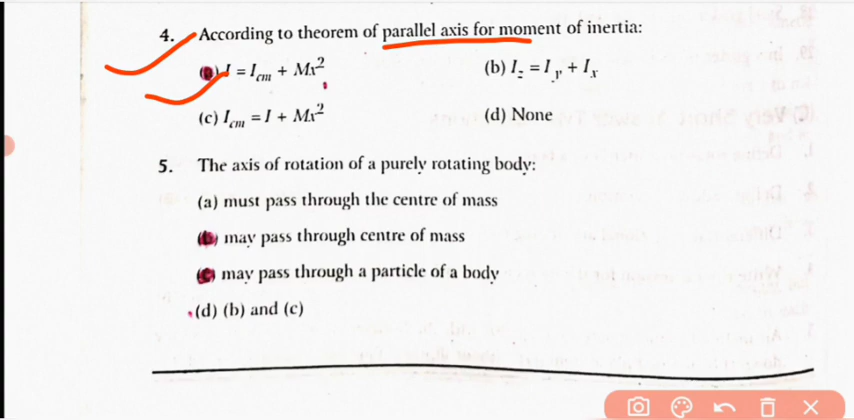 4. According to theorem of parallel axis for moment of inertia:
(a) I = I_cm + Mx²
(b) I_z = I_y + I_x
(c) I_cm = I + Mx²
(d) None
5. The axis of rotation of a purely rotating body:
(a) must pass through the centre of mass
(b) may pass through centre of mass
(c) may pass through a particle of a body
(d) (b) and (c)